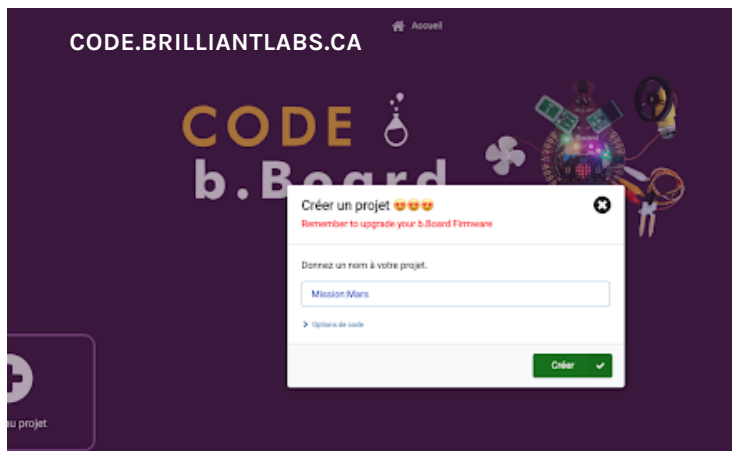 Accueil
CODE.BRILLIANTLABS.CA
CODE
b.Board
Créer un projet 😍😍😍
Remember to upgrade your b.Board Firmware
Donnez un nom à votre projet.
Mission:Mars
Options de code
Créer
au projet